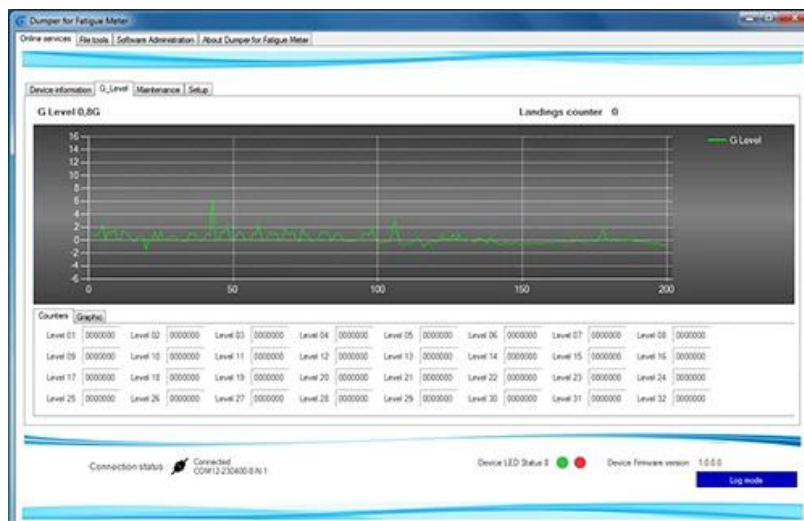 Dumper for Fatigue Meter
Online services File tools Software Administration About Dumper for Fatigue Meter
Device information G_Level Maintenance Setup
G Level 0,8G Landings counter 0
16
14
12
10
8
6
4
2
0
-2
-4
-6
0 50 100 150 200
G Level
Counters Graphic
Level 01 0000000 Level 02 0000000 Level 03 0000000 Level 04 0000000 Level 05 0000000 Level 06 0000000 Level 07 0000000 Level 08 0000000
Level 09 0000000 Level 10 0000000 Level 11 0000000 Level 12 0000000 Level 13 0000000 Level 14 0000000 Level 15 0000000 Level 16 0000000
Level 17 0000000 Level 18 0000000 Level 19 0000000 Level 20 0000000 Level 21 0000000 Level 22 0000000 Level 23 0000000 Level 24 0000000
Level 25 0000000 Level 26 0000000 Level 27 0000000 Level 28 0000000 Level 29 0000000 Level 30 0000000 Level 31 0000000 Level 32 0000000
Connection status Connected Device LED Status 8 Device Firmware version 1.0.0.0
COM12-230400-8-N-1
Log mode